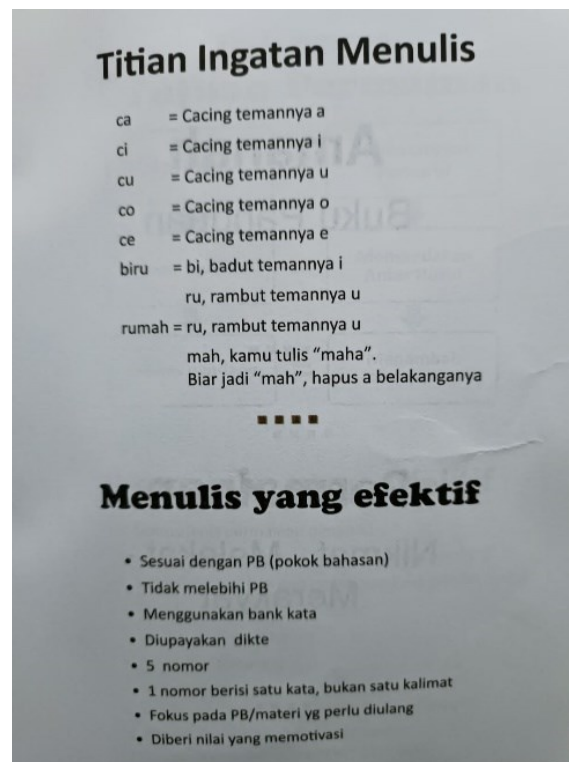 Titian Ingatan Menulis
ca = Cacing temannya a
ci = Cacing temannya i
cu = Cacing temannya u
co = Cacing temannya o
ce = Cacing temannya e
biru = bi, badut temannya i
ru, rambut temannya u
rumah = ru, rambut temannya u
mah, kamu tulis “maha”.
Biar jadi “mah”, hapus a belakanganya
Menulis yang efektif
• Sesuai dengan PB (pokok bahasan)
• Tidak melebihi PB
• Menggunakan bank kata
• Diupayakan dikte
• 5 nomor
• 1 nomor berisi satu kata, bukan satu kalimat
• Fokus pada PB/materi yg perlu diulang
• Diberi nilai yang memotivasi